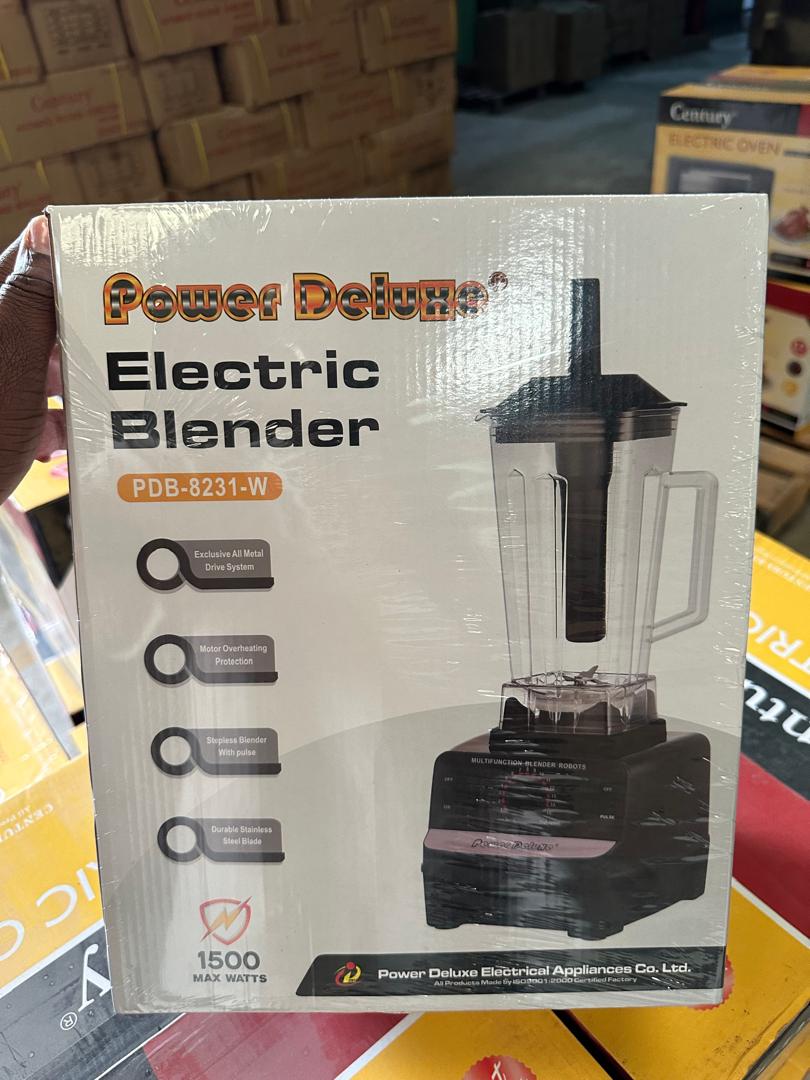 Century
Century
ELECTRIC OVEN
Power Deluxe®
Electric
Blender
PDB-8231-W
Exclusive All Metal
Drive System
Motor Overheating
Protection
Stepless Blender
With pulse
Durable Stainless
Steel Blade
MULTIFUNCTION BLENDER ROBOTS
OFF
PULSE
Power Deluxe®
1500
MAX WATTS
Power Deluxe Electrical Appliances Co. Ltd.
All Products Made by ISO9001:2000 Certified Factory